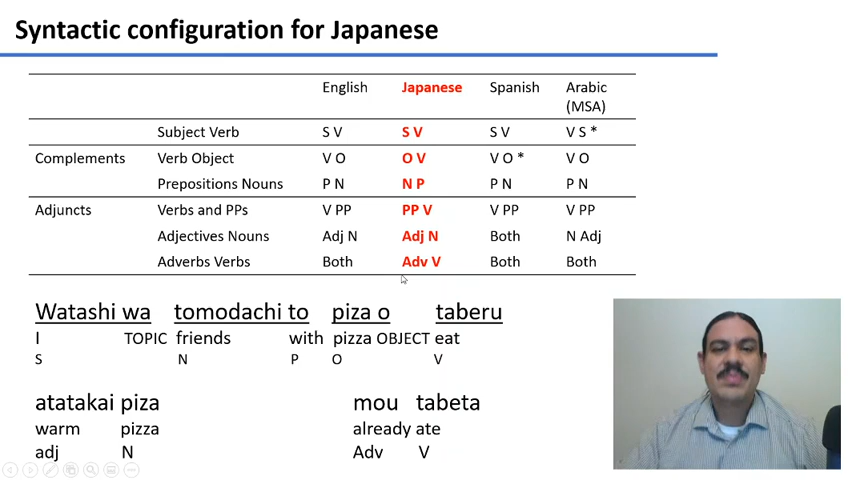 Syntactic configuration for Japanese
English Japanese Spanish Arabic (MSA)
Subject Verb S V S V S V V S *
Complements Verb Object V O O V V O * V O
Prepositions Nouns P N N P P N P N
Adjuncts Verbs and PPs V PP PP V V PP V PP
Adjectives Nouns Adj N Adj N Both N Adj
Adverbs Verbs Both Adv V Both Both
Watashi wa tomodachi to piza o taberu
I TOPIC friends with pizza OBJECT eat
S N P O V
atatakai piza mou tabeta
warm pizza already ate
adj N Adv V